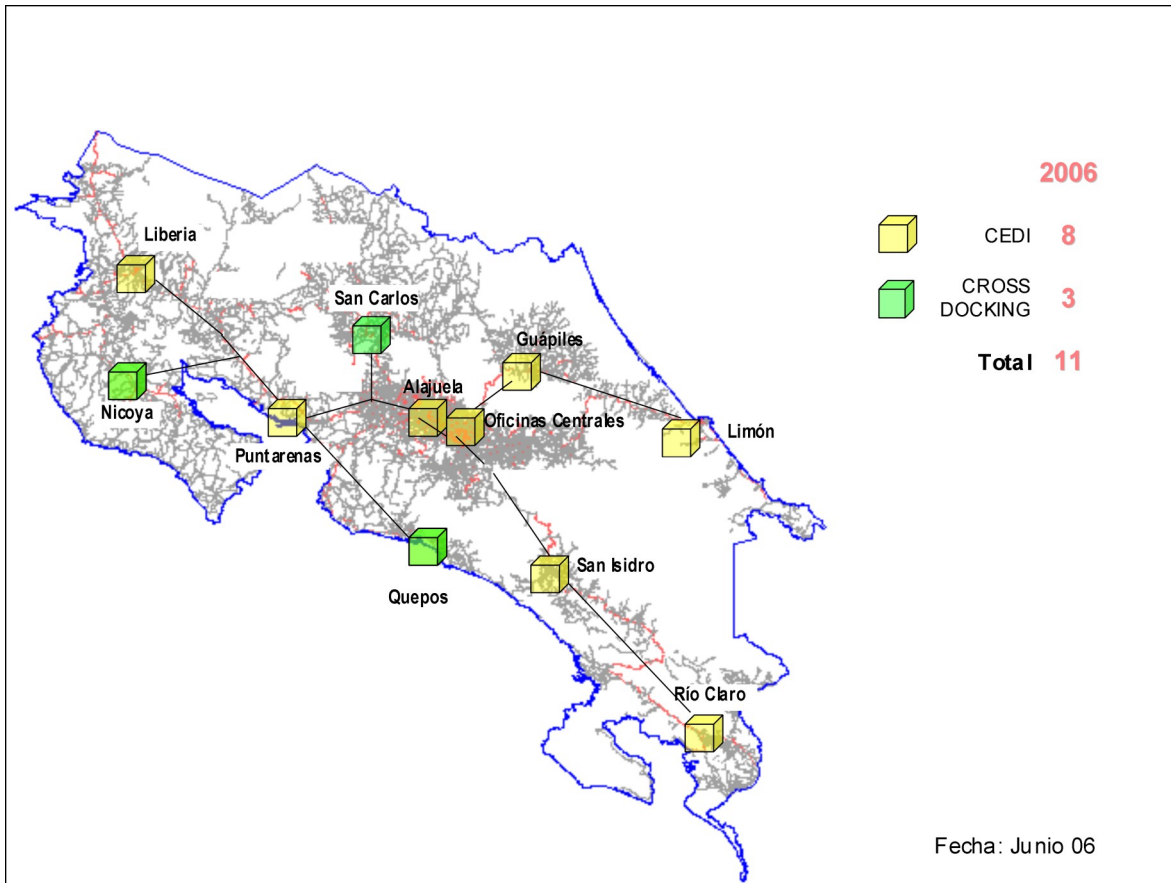 2006
Liberia
CEDI 8
San Carlos
CROSS
DOCKING 3
Guápiles
Total 11
Alajuela
Nicoya
Oficinas Centrales
Limón
Puntarenas
San Isidro
Quepos
Río Claro
Fecha: Junio 06